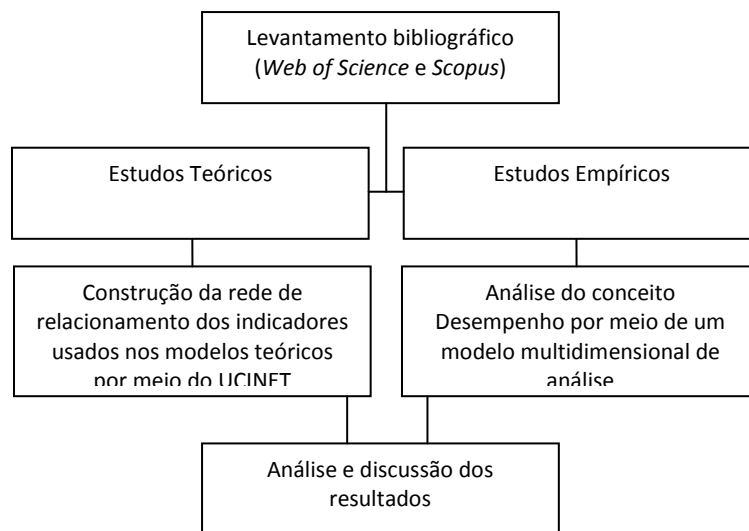 Levantamento bibliográfico
(Web of Science e Scopus)
Estudos Teóricos
Estudos Empíricos
Construção da rede de
relacionamento dos indicadores
usados nos modelos teóricos
por meio do UCINET
Análise do conceito
Desempenho por meio de um
modelo multidimensional de
análise
Análise e discussão dos
resultados